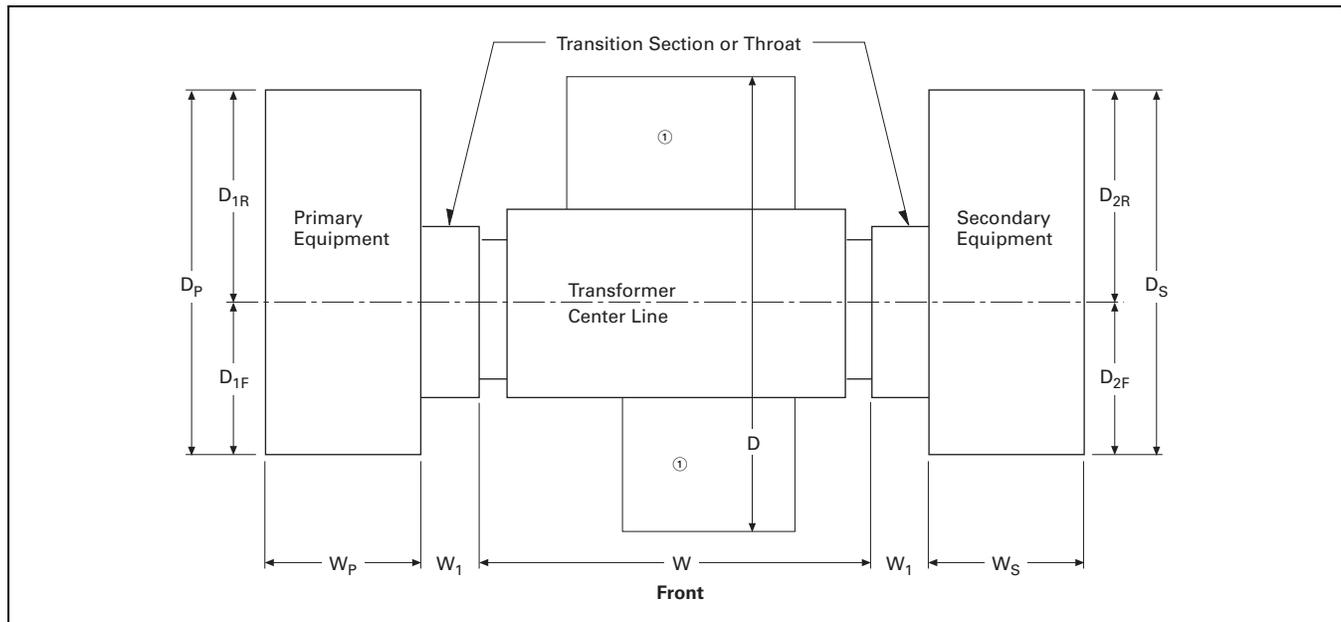 Transition Section or Throat
①
D1R
Primary
Equipment
Secondary
Equipment
D2R
DP
Transformer
Center Line
DS
D1F
D2F
D
①
WP
W1
W
W1
WS
Front